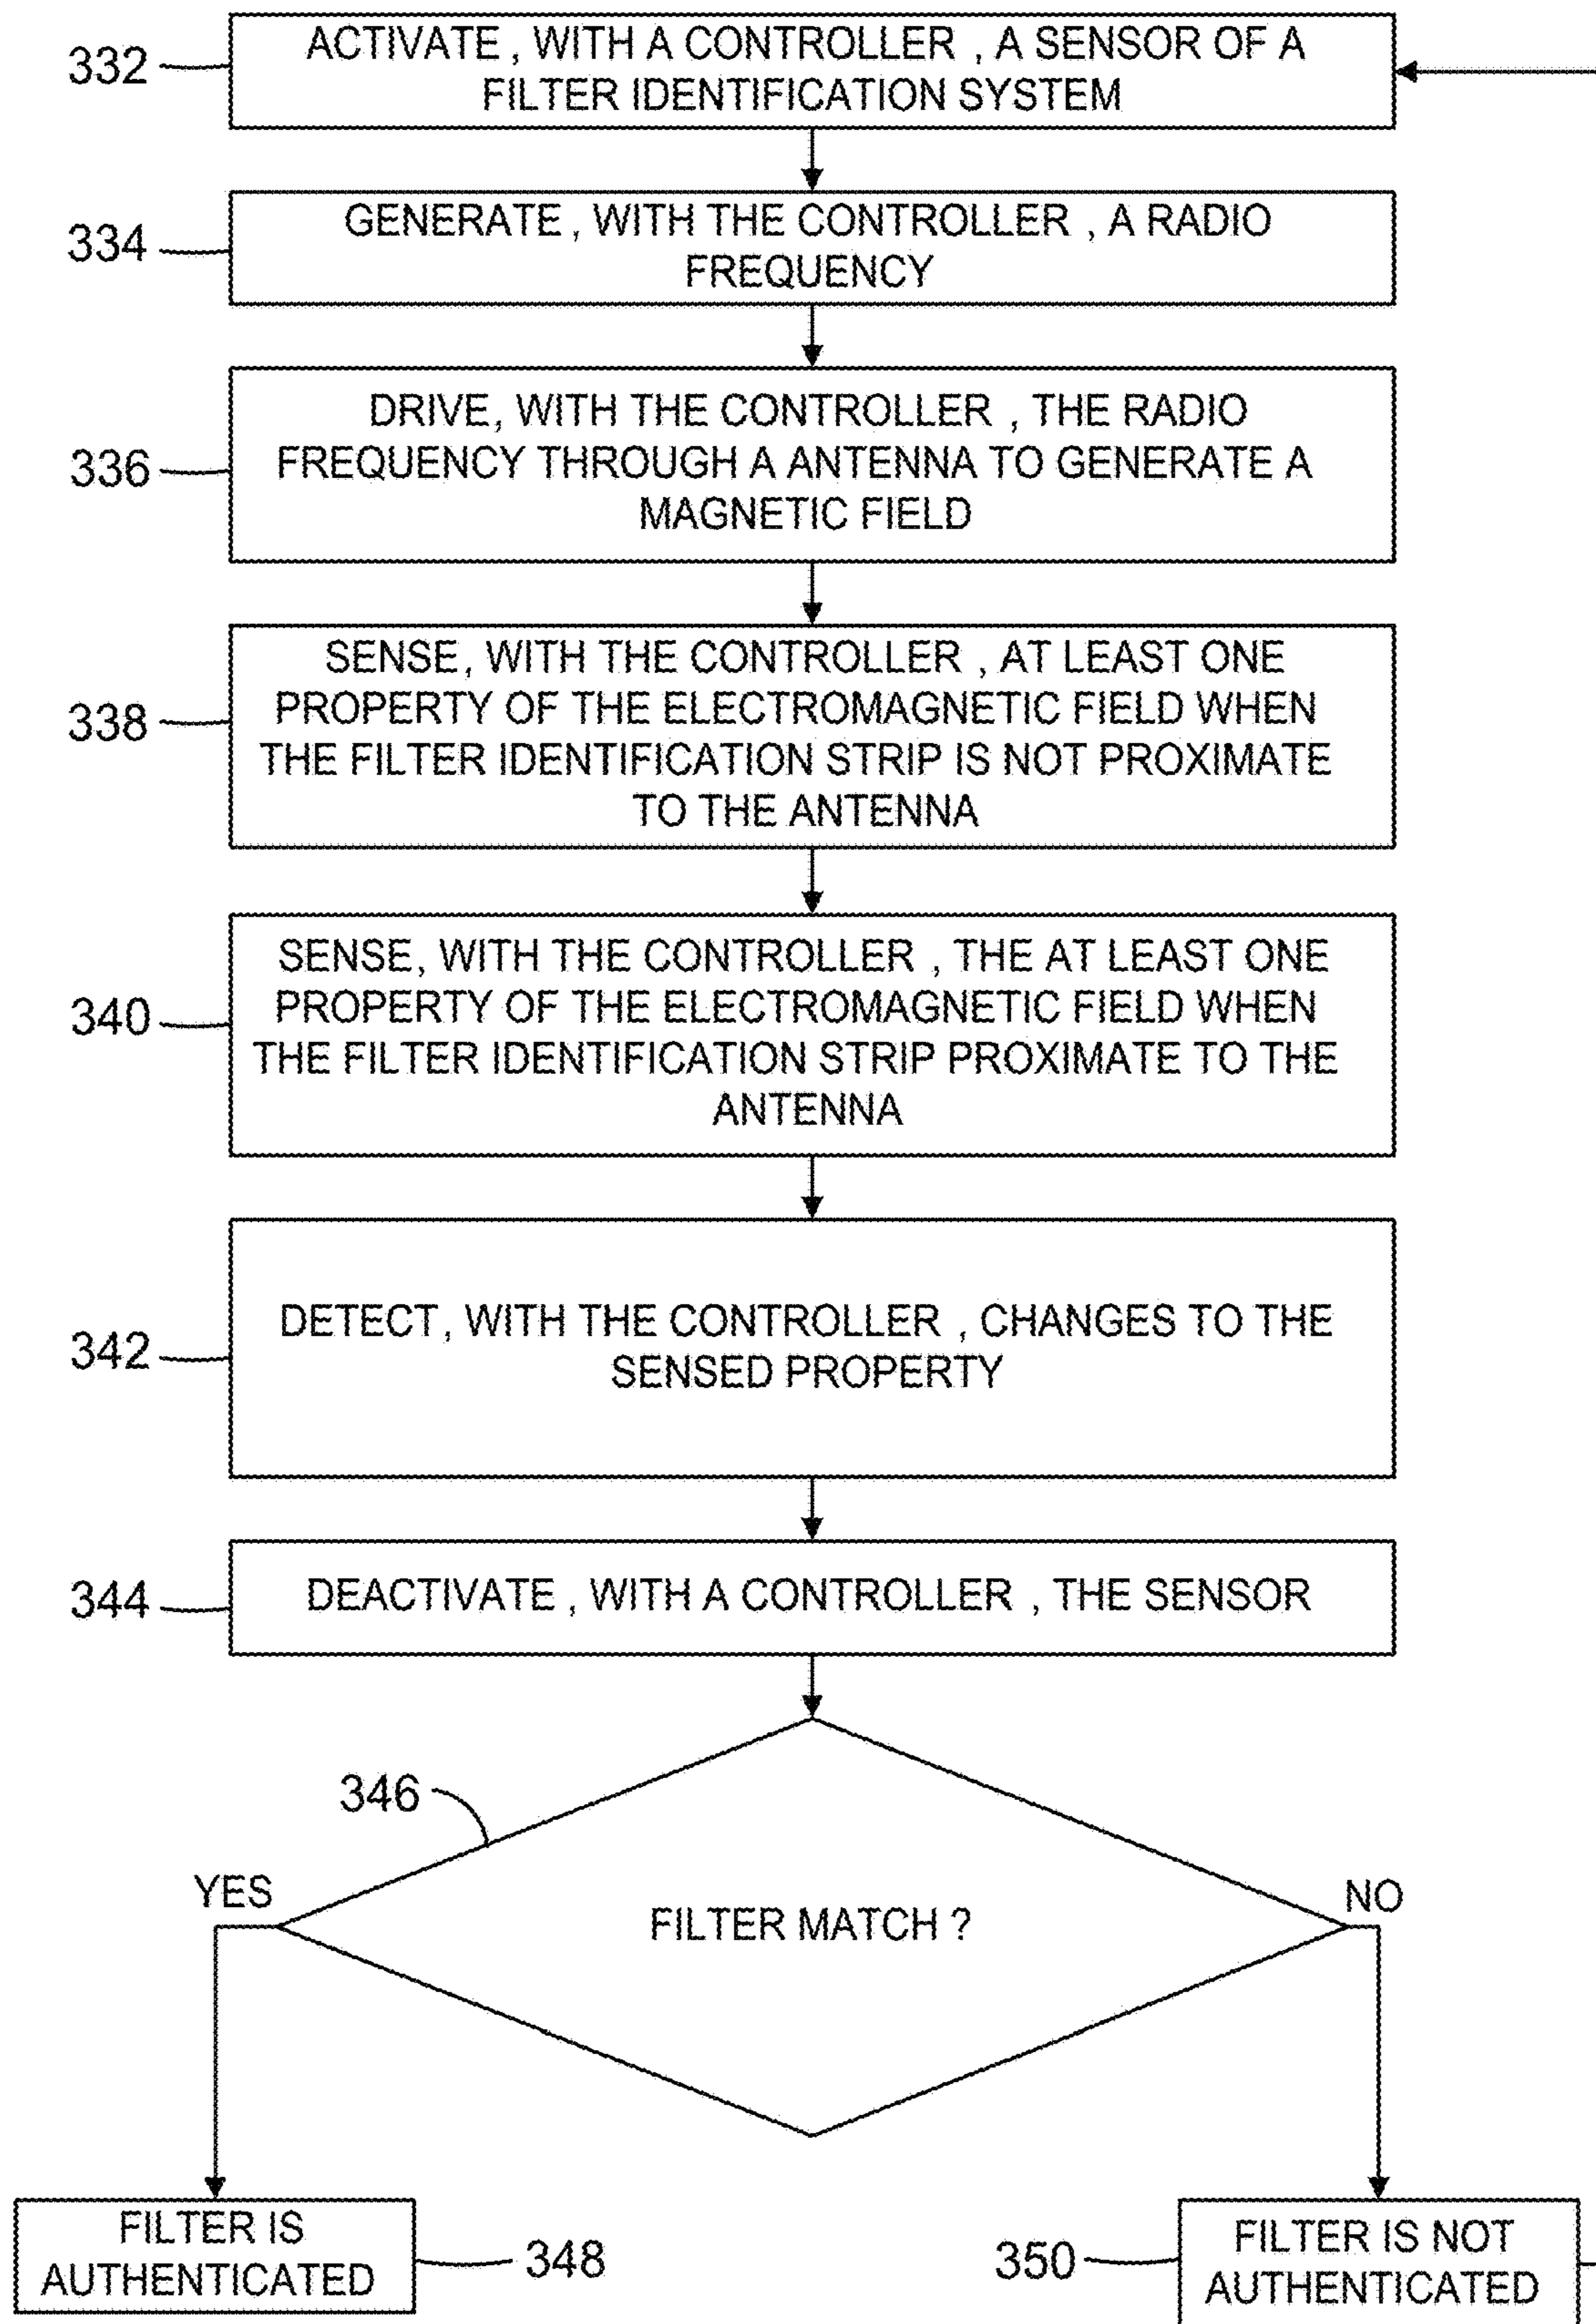 332
ACTIVATE, WITH A CONTROLLER, A SENSOR OF A
FILTER IDENTIFICATION SYSTEM
334
GENERATE, WITH THE CONTROLLER, A RADIO
FREQUENCY
336
DRIVE, WITH THE CONTROLLER, THE RADIO
FREQUENCY THROUGH A ANTENNA TO GENERATE A
MAGNETIC FIELD
338
SENSE, WITH THE CONTROLLER, AT LEAST ONE
PROPERTY OF THE ELECTROMAGNETIC FIELD WHEN
THE FILTER IDENTIFICATION STRIP IS NOT PROXIMATE
TO THE ANTENNA
340
SENSE, WITH THE CONTROLLER, THE AT LEAST ONE
PROPERTY OF THE ELECTROMAGNETIC FIELD WHEN
THE FILTER IDENTIFICATION STRIP PROXIMATE TO THE
ANTENNA
342
DETECT, WITH THE CONTROLLER, CHANGES TO THE
SENSED PROPERTY
344
DEACTIVATE, WITH A CONTROLLER, THE SENSOR
346
YES
FILTER MATCH ?
NO
FILTER IS
AUTHENTICATED
348
350
FILTER IS NOT
AUTHENTICATED